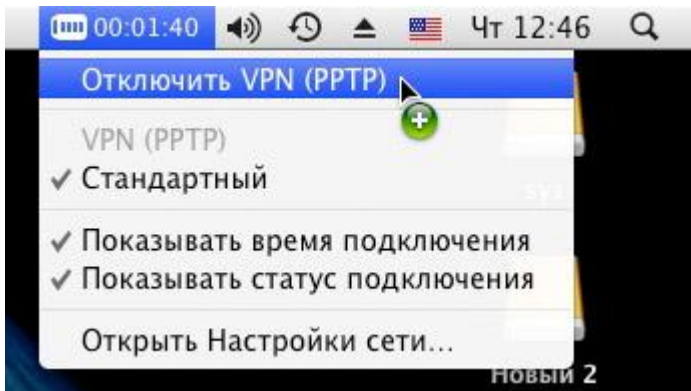 00:01:40 Чт 12:46
Отключить VPN (PPTP)
VPN (PPTP)
Стандартный
sys
Показывать время подключения
Показывать статус подключения
Открыть Настройки сети...
Новый 2